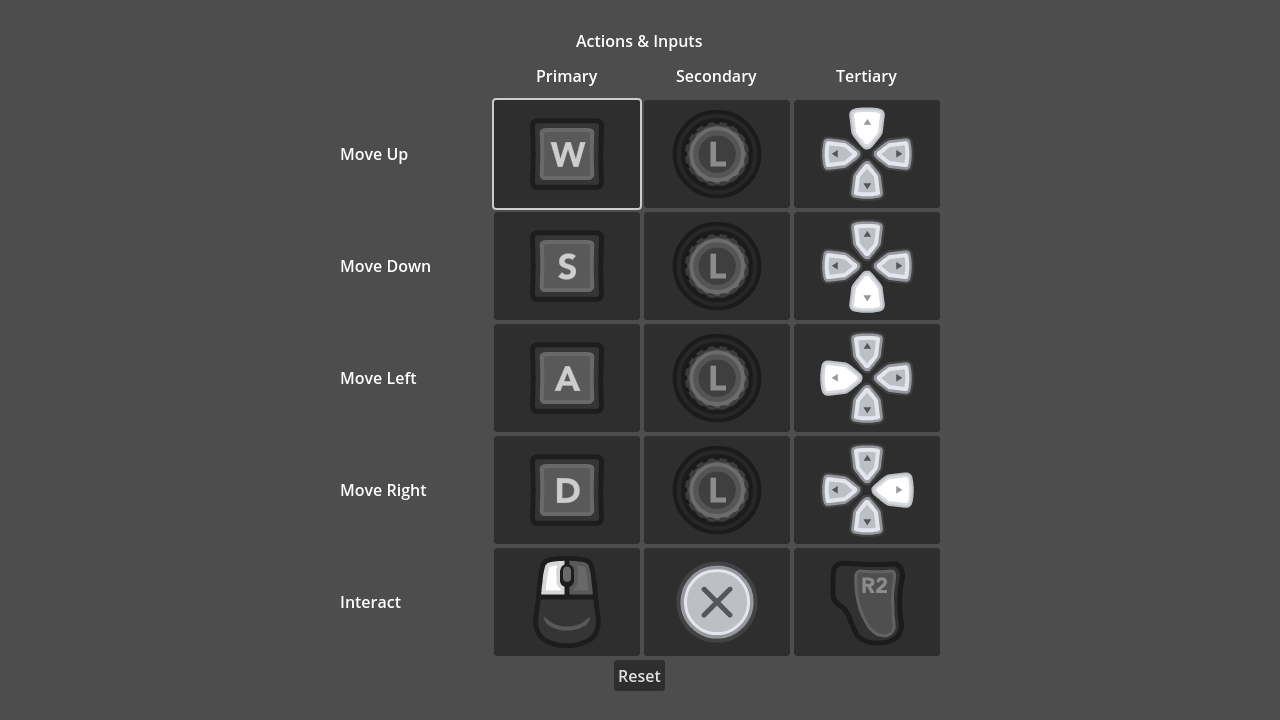 Actions & Inputs
Primary Secondary Tertiary
Move Up W L
Move Down S L
Move Left A L
Move Right D L
Interact R2
Reset